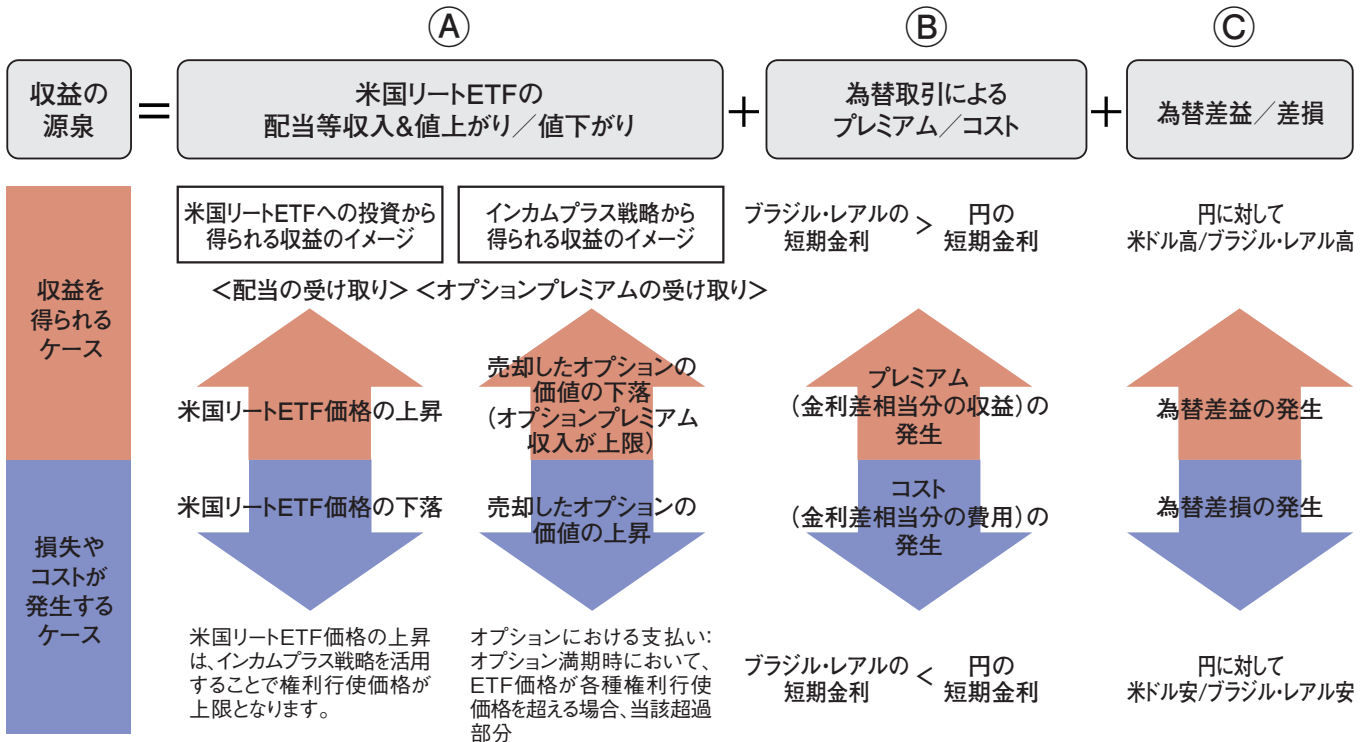 Ⓐ
Ⓑ
Ⓒ
収益の
源泉
=
米国リートETFの
配当等収入&値上がり／値下がり
+
為替取引による
プレミアム／コスト
+
為替差益／差損
収益を
得られる
ケース
米国リートETFへの投資から
得られる収益のイメージ
インカムプラス戦略から
得られる収益のイメージ
＜配当の受け取り＞
＜オプションプレミアムの受け取り＞
米国リートETF価格の上昇
売却したオプションの
価値の下落
(オプションプレミアム
収入が上限)
ブラジル・レアルの
短期金利
>
円の
短期金利
プレミアム
(金利差相当分の収益)の
発生
円に対して
米ドル高/ブラジル・レアル高
為替差益の発生
損失や
コストが
発生する
ケース
米国リートETF価格の下落
米国リートETF価格の上昇
は、インカムプラス戦略を活用
することで権利行使価格が
上限となります。
売却したオプションの
価値の上昇
オプションにおける支払い：
オプション満期時において、
ETF価格が各種権利行使
価格を超える場合、当該超過
部分
コスト
(金利差相当分の費用)の
発生
ブラジル・レアルの
短期金利
<
円の
短期金利
為替差損の発生
円に対して
米ドル安/ブラジル・レアル安